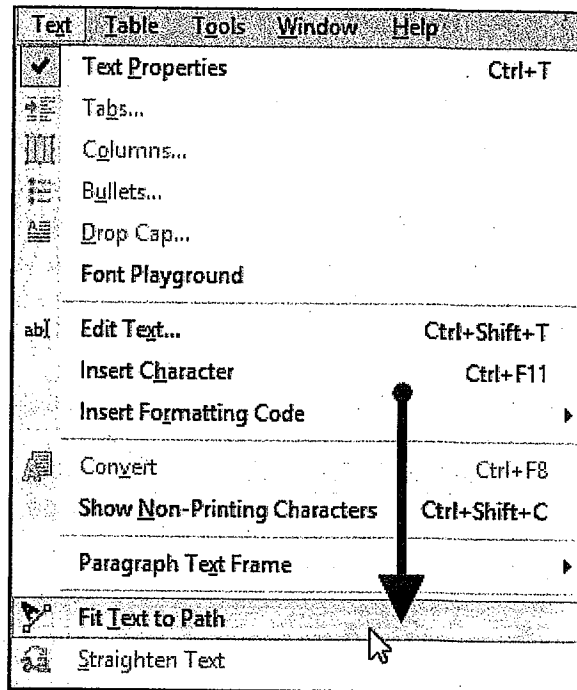 Text Table Tools Window Help
Text Properties Ctrl+T
Tabs...
Columns...
Bullets...
Drop Cap...
Font Playground
ab Edit Text... Ctrl+Shift+T
Insert Character Ctrl+F11
Insert Formatting Code
Convert Ctrl+F8
Show Non-Printing Characters Ctrl+Shift+C
Paragraph Text Frame
Fit Text to Path
Straighten Text